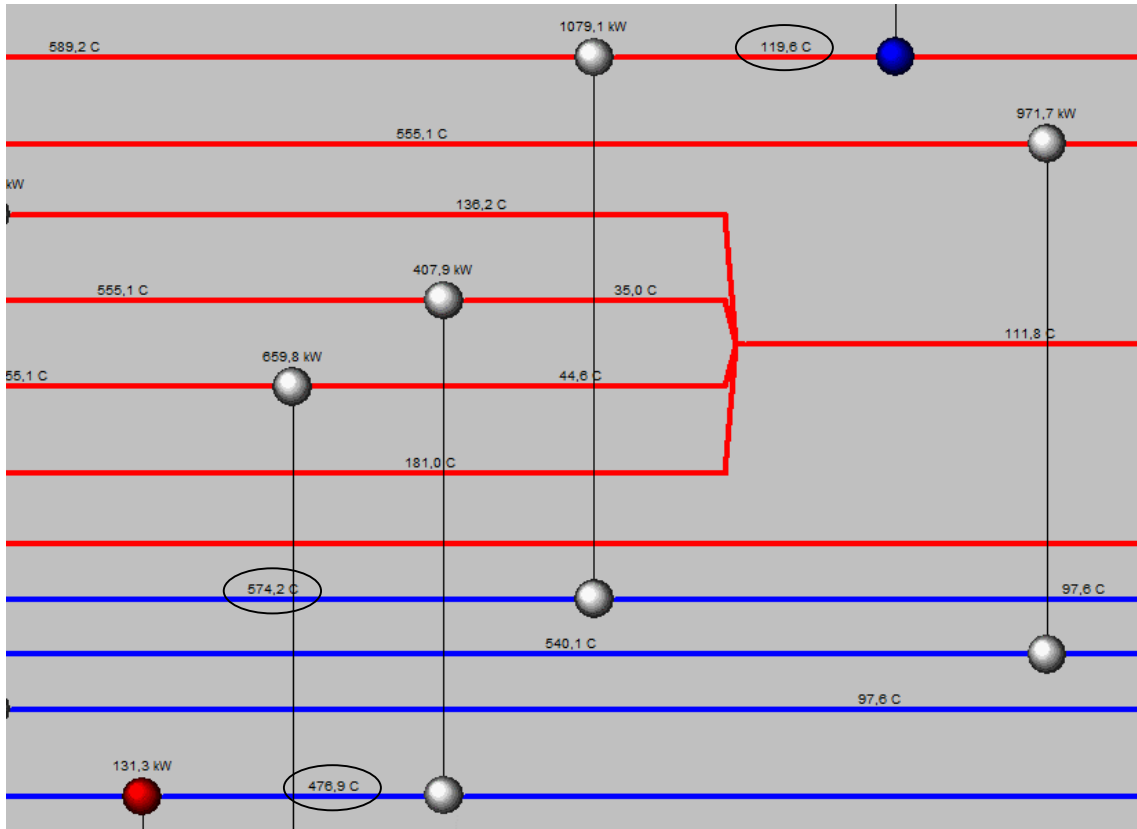 1079,1 kW
589,2 C
119,6 C
971,7 kW
555,1 C
kW
136,2 C
407,9 kW
555,1 C
35,0 C
111,8 C
659,8 kW
55,1 C
44,6 C
181,0 C
574,2 C
97,6 C
540,1 C
97,6 C
131,3 kW
476,9 C